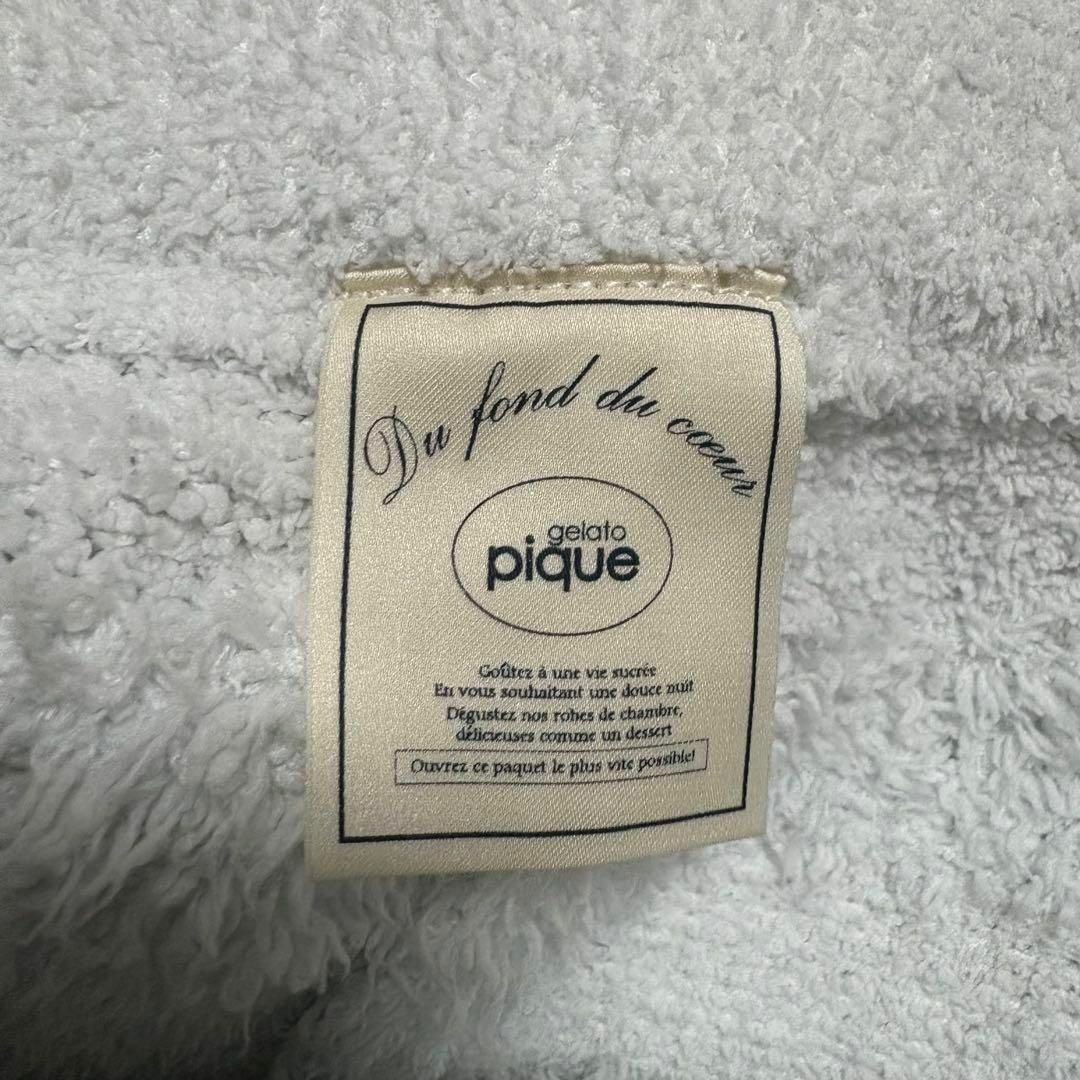 Du fond du cœur
gelato
pique
Goûtez à une vie sucrée
En vous souhaitant une douce nuit
Dégustez nos robes de chambre,
délicieuses comme un dessert
Ouvrez ce paquet le plus vite possible!